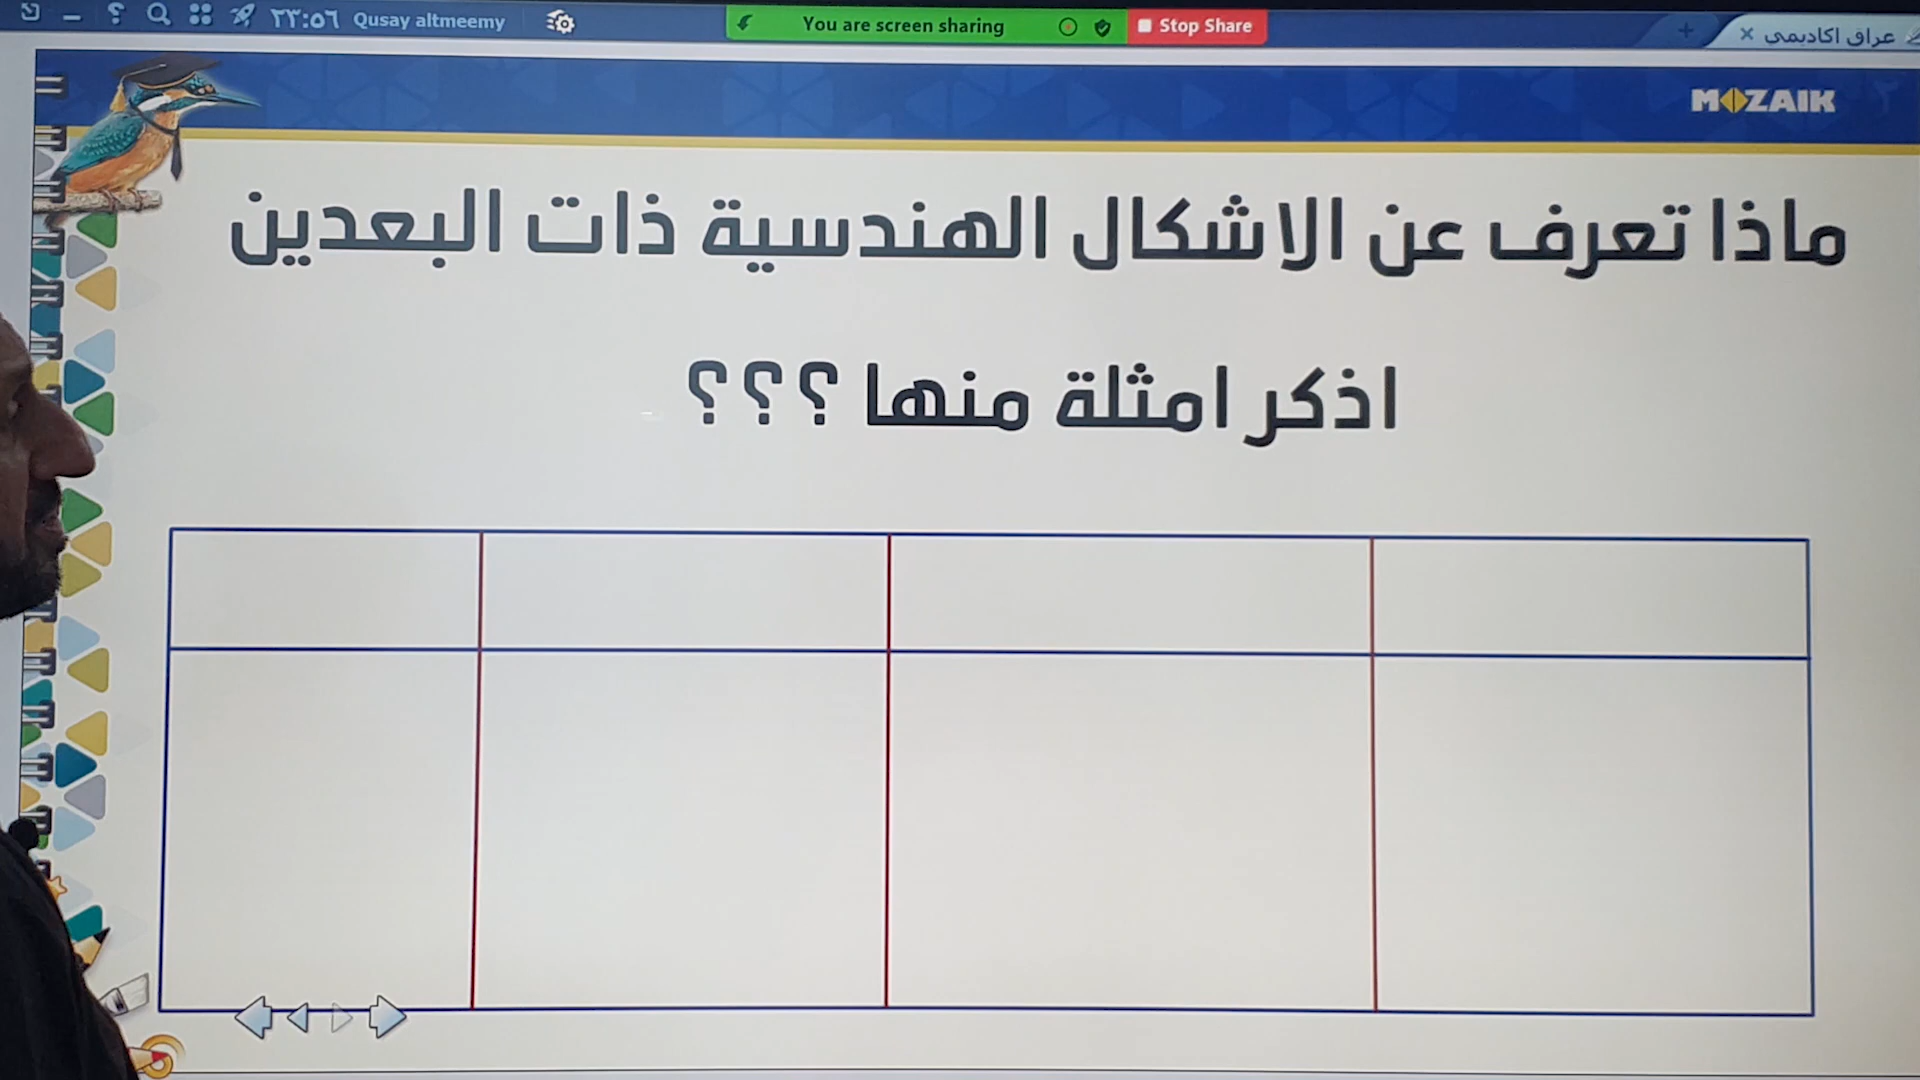 ٢٣:٥٦ Qusay altmeemy
You are screen sharing
Stop Share
عراق اكاديمى
MOZAIK
ماذا تعرف عن الاشكال الهندسية ذات البعدين
اذكر امثلة منها ؟؟؟